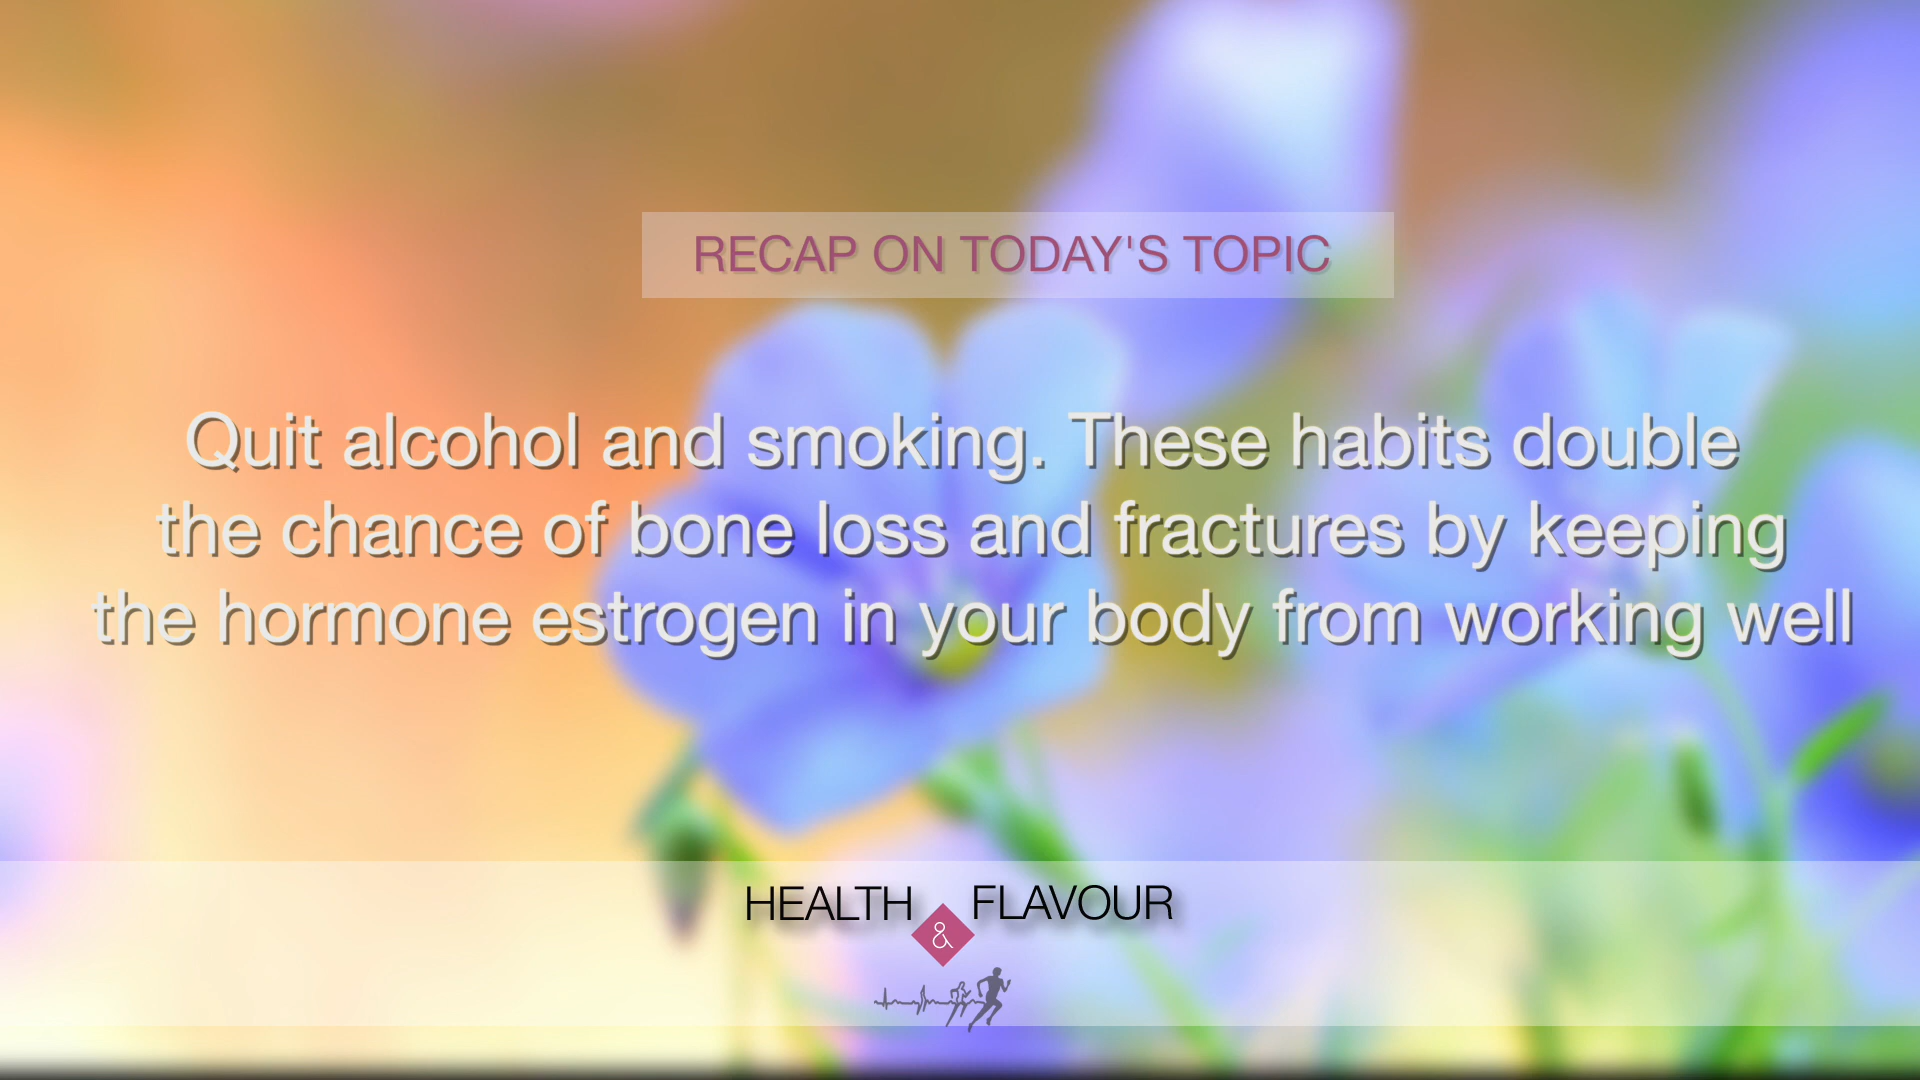 RECAP ON TODAY'S TOPIC
Quit alcohol and smoking. These habits double
the chance of bone loss and fractures by keeping
the hormone estrogen in your body from working well
HEALTH & FLAVOUR